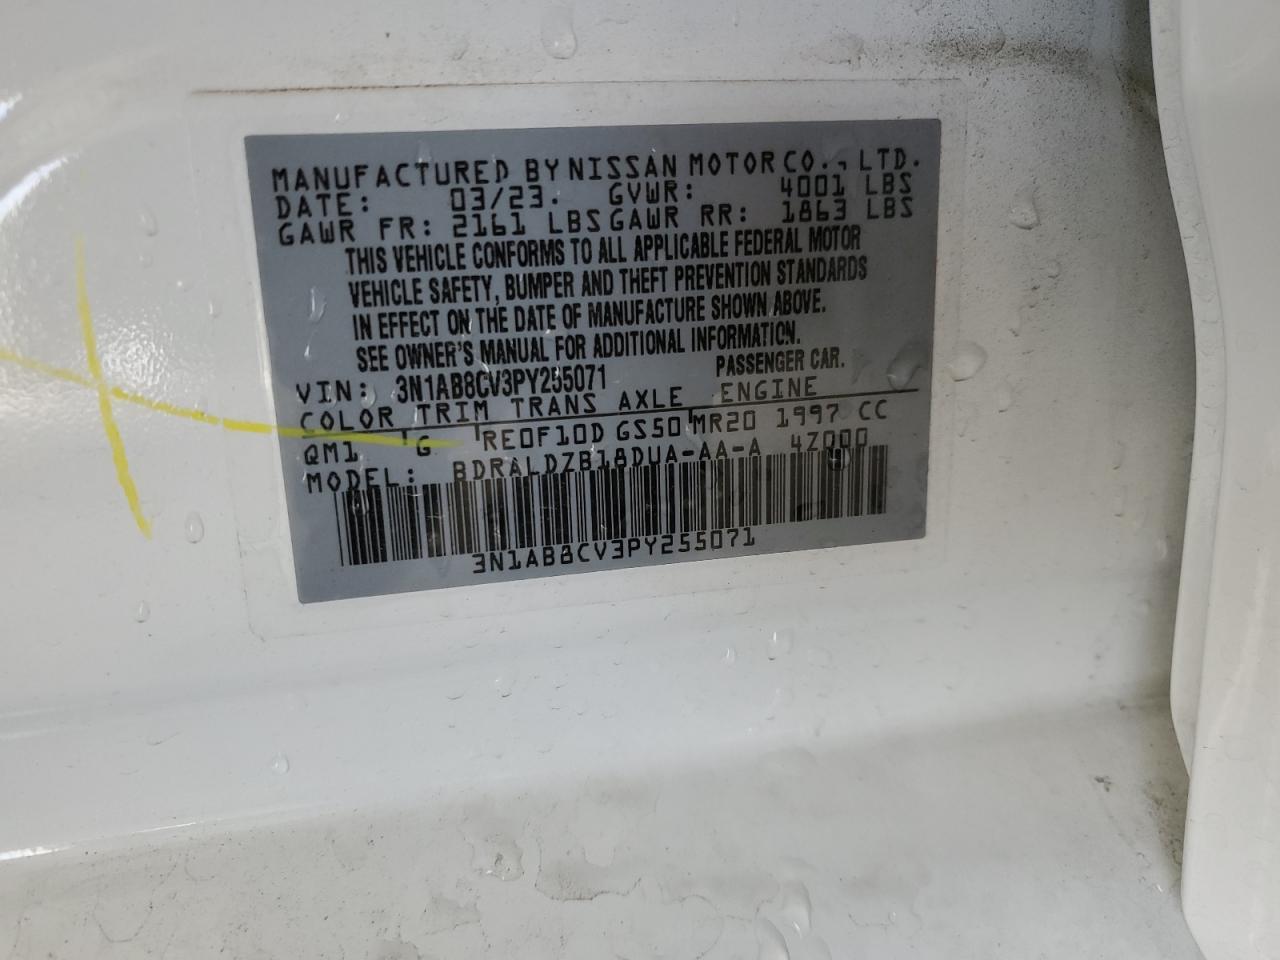 MANUFACTURED BY NISSAN MOTOR CO., LTD.
DATE: 03/23. GVWR: 4001 LBS
GAWR FR: 2161 LBS GAWR RR: 1863 LBS
THIS VEHICLE CONFORMS TO ALL APPLICABLE FEDERAL MOTOR
VEHICLE SAFETY, BUMPER AND THEFT PREVENTION STANDARDS
IN EFFECT ON THE DATE OF MANUFACTURE SHOWN ABOVE.
SEE OWNER'S MANUAL FOR ADDITIONAL INFORMATION.
PASSENGER CAR.
VIN: 3N1AB8CV3PY255071
COLOR TRIM TRANS AXLE ENGINE
QM1 G RE0F10D GS50 MR20 1997 CC
MODEL: BDRALDZB18DUA-AA-A 4Z000
3N1AB8CV3PY255071